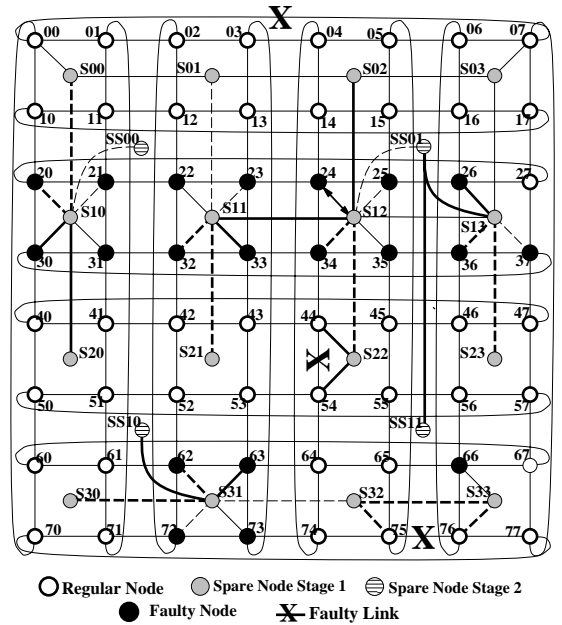 X
00 01 02 03 04 05 06 07
S00 S01 S02 S03
10 11 12 13 14 15 16 17
SS00 SS01
20 21 22 23 24 25 26 27
S10 S11 S12 S13
30 31 32 33 34 35 36 37
40 41 42 43 44 45 46 47
S20 S21 X S22 S23
50 51 52 53 54 55 56 57
SS10 SS11
60 61 62 63 64 65 66 67
S30 S31 S32 S33
70 71 72 73 74 75 X 76 77
Regular Node Spare Node Stage 1 Spare Node Stage 2
Faulty Node X Faulty Link